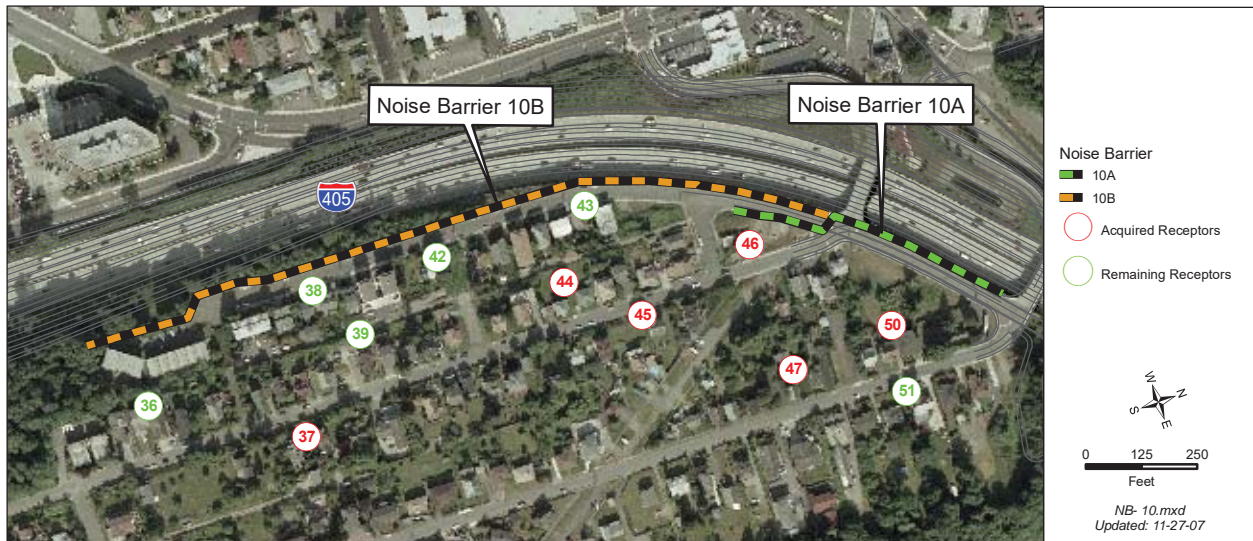 Noise Barrier 10B
Noise Barrier 10A
405
43
42
46
38
44
45
39
50
47
51
36
37
Noise Barrier
10A
10B
Acquired Receptors
Remaining Receptors
W
N
S
E
0 125 250
Feet
NB- 10.mxd
Updated: 11-27-07